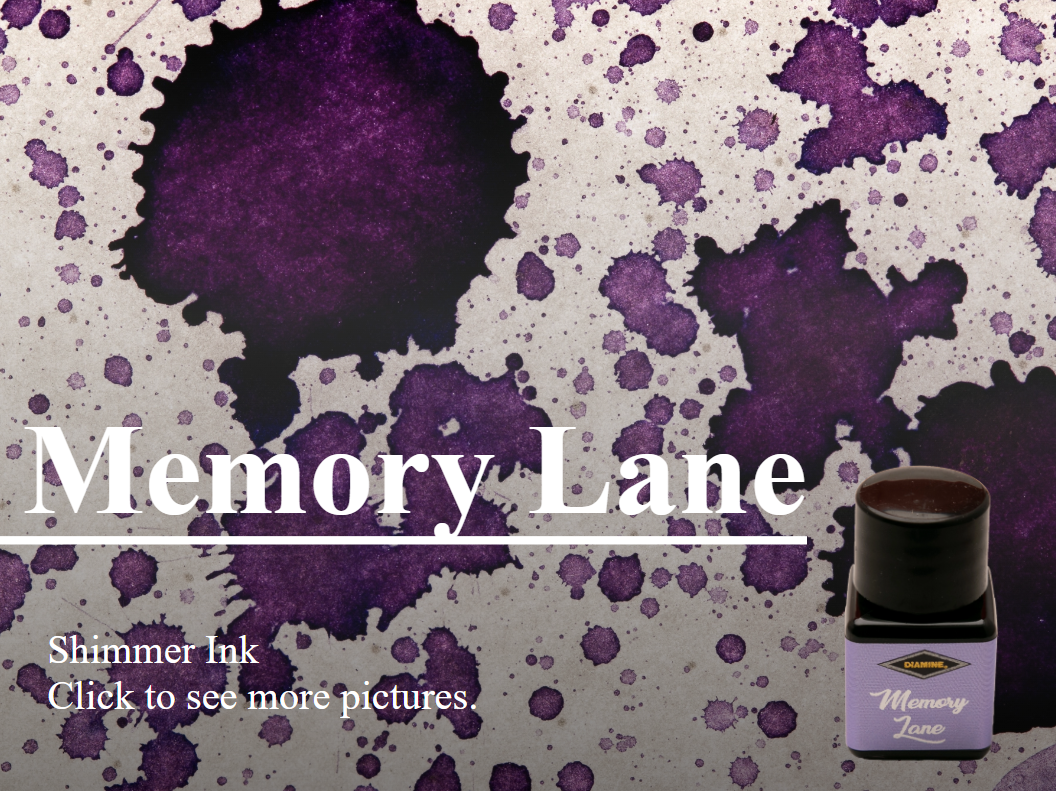 Memory Lane
Shimmer Ink
Click to see more pictures.
DIAMINE
Memory
Lane